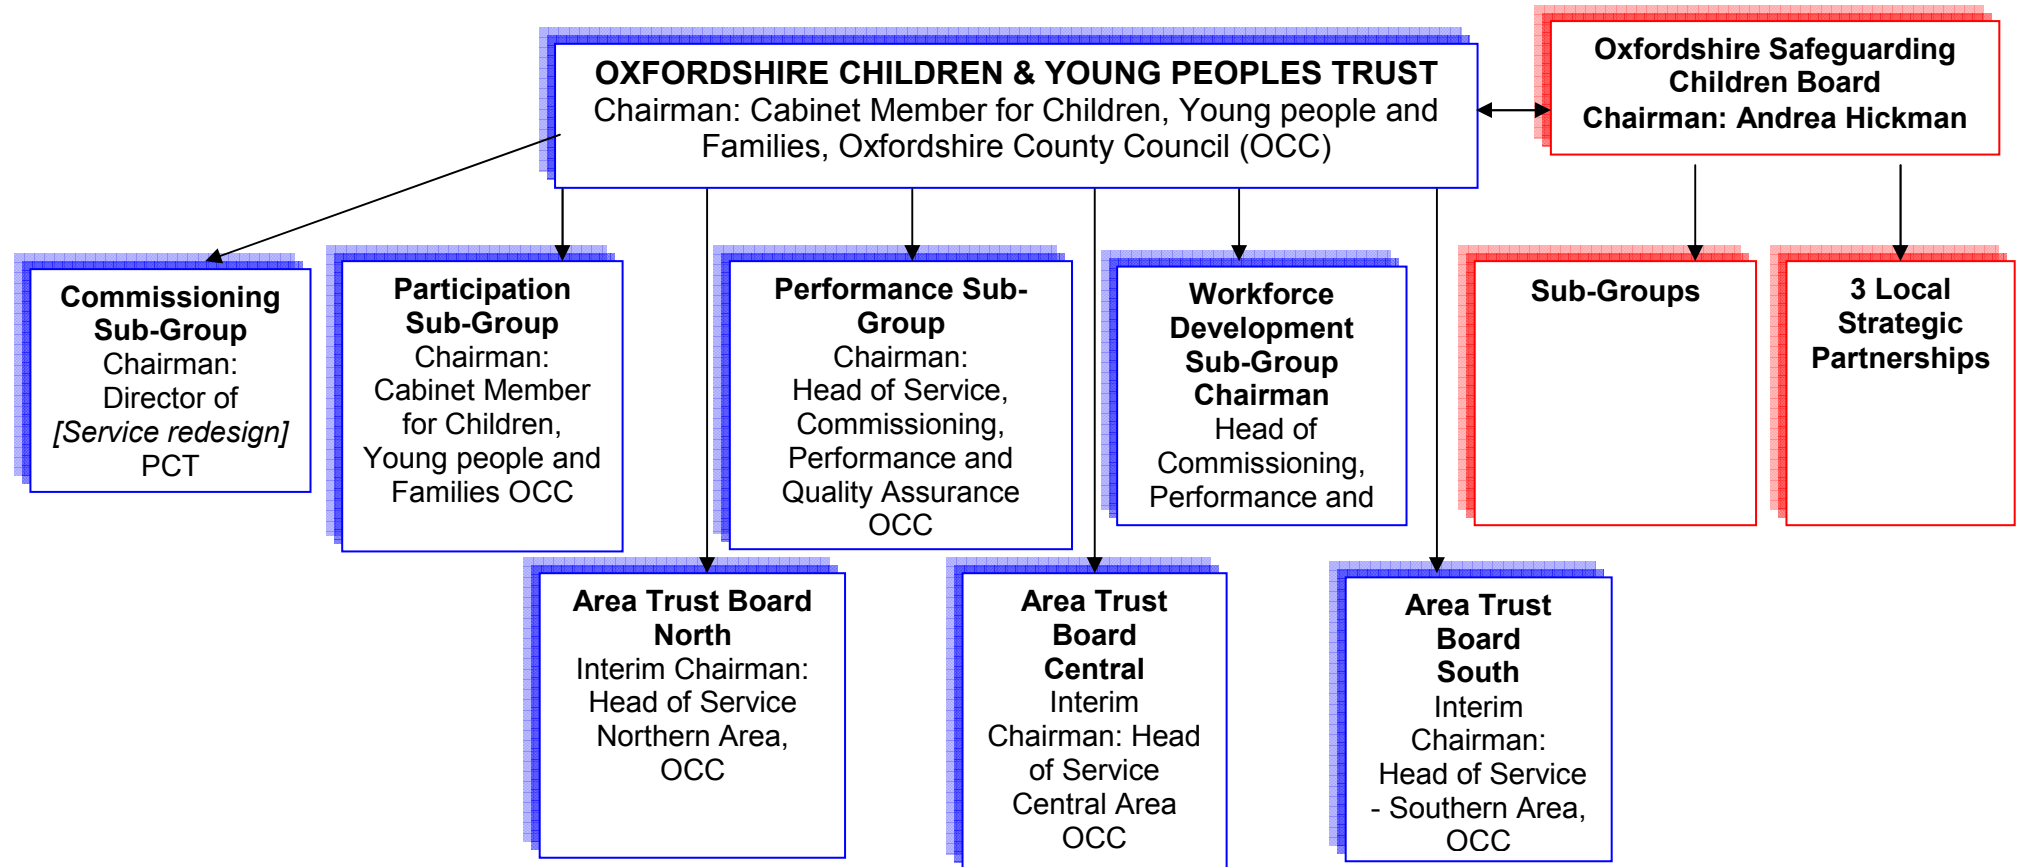 OXFORDSHIRE CHILDREN & YOUNG PEOPLES TRUST
Chairman: Cabinet Member for Children, Young people and
Families, Oxfordshire County Council (OCC)
Oxfordshire Safeguarding
Children Board
Chairman: Andrea Hickman
Commissioning
Sub-Group
Chairman:
Director of
[Service redesign]
PCT
Participation
Sub-Group
Chairman:
Cabinet Member
for Children,
Young people and
Families OCC
Performance Sub-
Group
Chairman:
Head of Service,
Commissioning,
Performance and
Quality Assurance
OCC
Workforce
Development
Sub-Group
Chairman
Head of
Commissioning,
Performance and
Sub-Groups
3 Local
Strategic
Partnerships
Area Trust Board
North
Interim Chairman:
Head of Service
Northern Area,
OCC
Area Trust
Board
Central
Interim
Chairman: Head
of Service
Central Area
OCC
Area Trust
Board
South
Interim
Chairman:
Head of Service
- Southern Area,
OCC